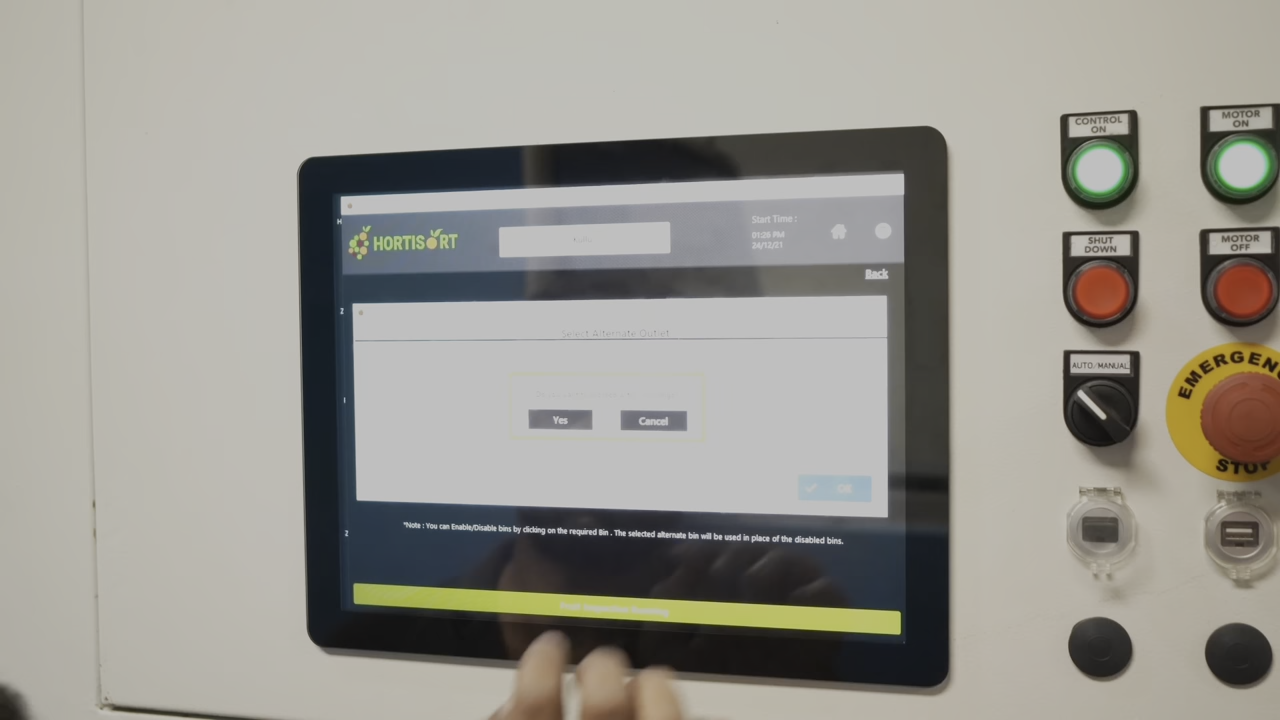 HORTISORT
Start Time :
01:26 PM
24/12/21
Back
Select Alternate Outlet
Yes
Cancel
OK
*Note : You can Enable/Disable bins by clicking on the required Bin . The selected alternate bin will be used in place of the disabled bins.
CONTROL
ON
MOTOR
ON
SHUT
DOWN
MOTOR
OFF
AUTO/MANUAL
EMERGENC
STOP